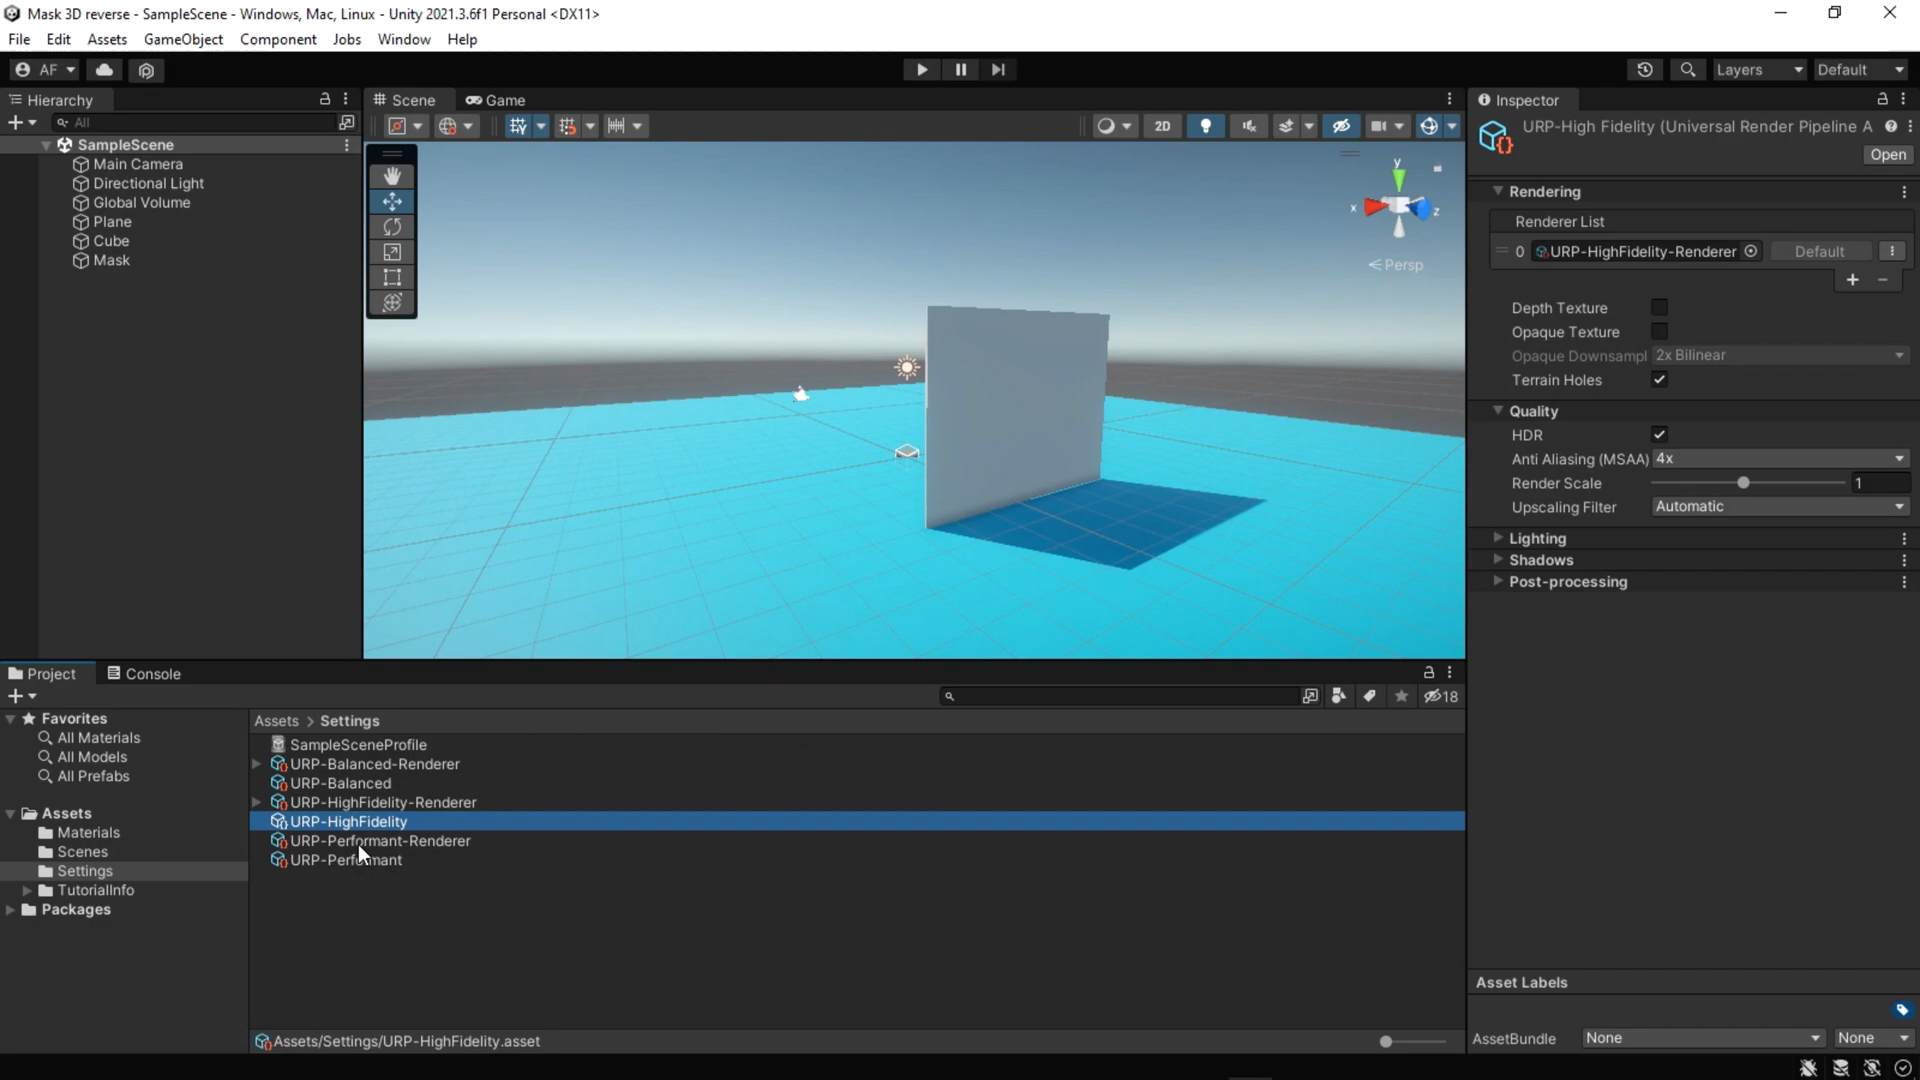 Mask 3D reverse - SampleScene - Windows, Mac, Linux - Unity 2021.3.6f1 Personal <DX11>
File Edit Assets GameObject Component Jobs Window Help
AF
Layers
Default
Hierarchy
All
SampleScene
Main Camera
Directional Light
Global Volume
Plane
Cube
Mask
Scene
Game
2D
y
x
z
Persp
Inspector
URP-High Fidelity (Universal Render Pipeline A
Open
Rendering
Renderer List
0 URP-HighFidelity-Renderer Default
Depth Texture
Opaque Texture
Opaque Downsampl 2x Bilinear
Terrain Holes
Quality
HDR
Anti Aliasing (MSAA) 4x
Render Scale 1
Upscaling Filter Automatic
Lighting
Shadows
Post-processing
Project
Console
18
Favorites
All Materials
All Models
All Prefabs
Assets
Materials
Scenes
Settings
TutorialInfo
Packages
Assets > Settings
SampleSceneProfile
URP-Balanced-Renderer
URP-Balanced
URP-HighFidelity-Renderer
URP-HighFidelity
URP-Performant-Renderer
URP-Performant
Assets/Settings/URP-HighFidelity.asset
Asset Labels
AssetBundle None None